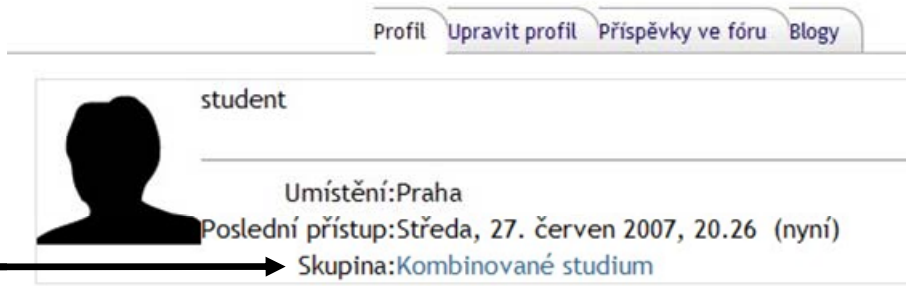 Profil Upravit profil Příspěvky ve fóru Blogy
student
Umístění:Praha
Poslední přístup:Středa, 27. červen 2007, 20.26 (nyní)
Skupina:Kombinované studium